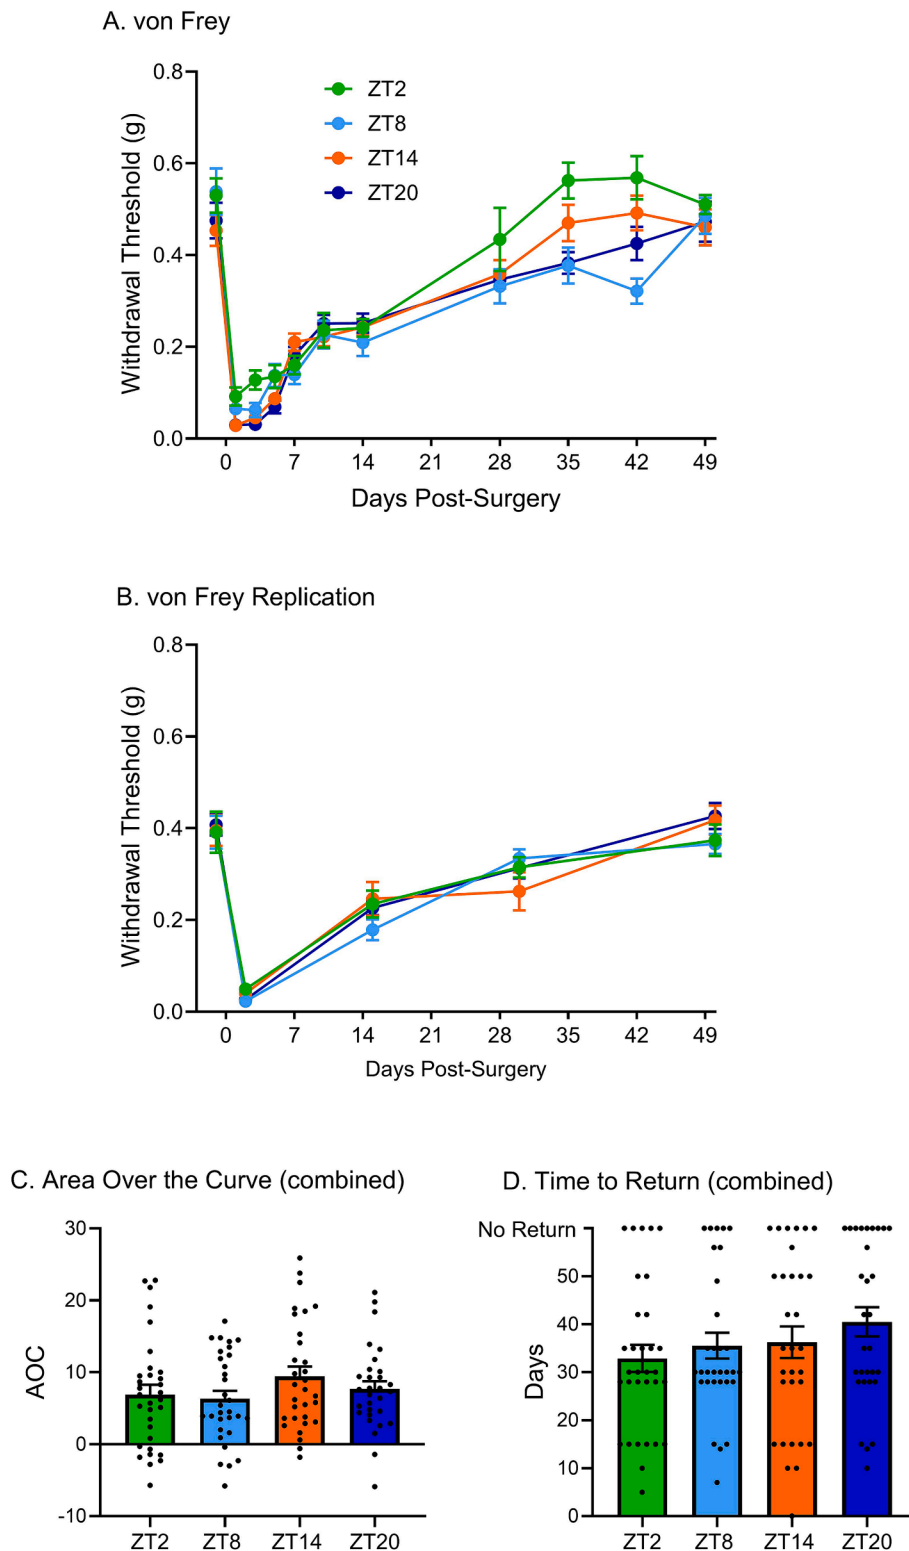 A. von Frey
Withdrawal Threshold (g)
0.8
0.6
0.4
0.2
0.0
ZT2
ZT8
ZT14
ZT20
0 7 14 21 28 35 42 49
Days Post-Surgery
B. von Frey Replication
Withdrawal Threshold (g)
0.8
0.6
0.4
0.2
0.0
0 7 14 21 28 35 42 49
Days Post-Surgery
C. Area Over the Curve (combined)
AOC
30
20
10
0
-10
ZT2 ZT8 ZT14 ZT20
D. Time to Return (combined)
Days
No Return
50
40
30
20
10
0
ZT2 ZT8 ZT14 ZT20